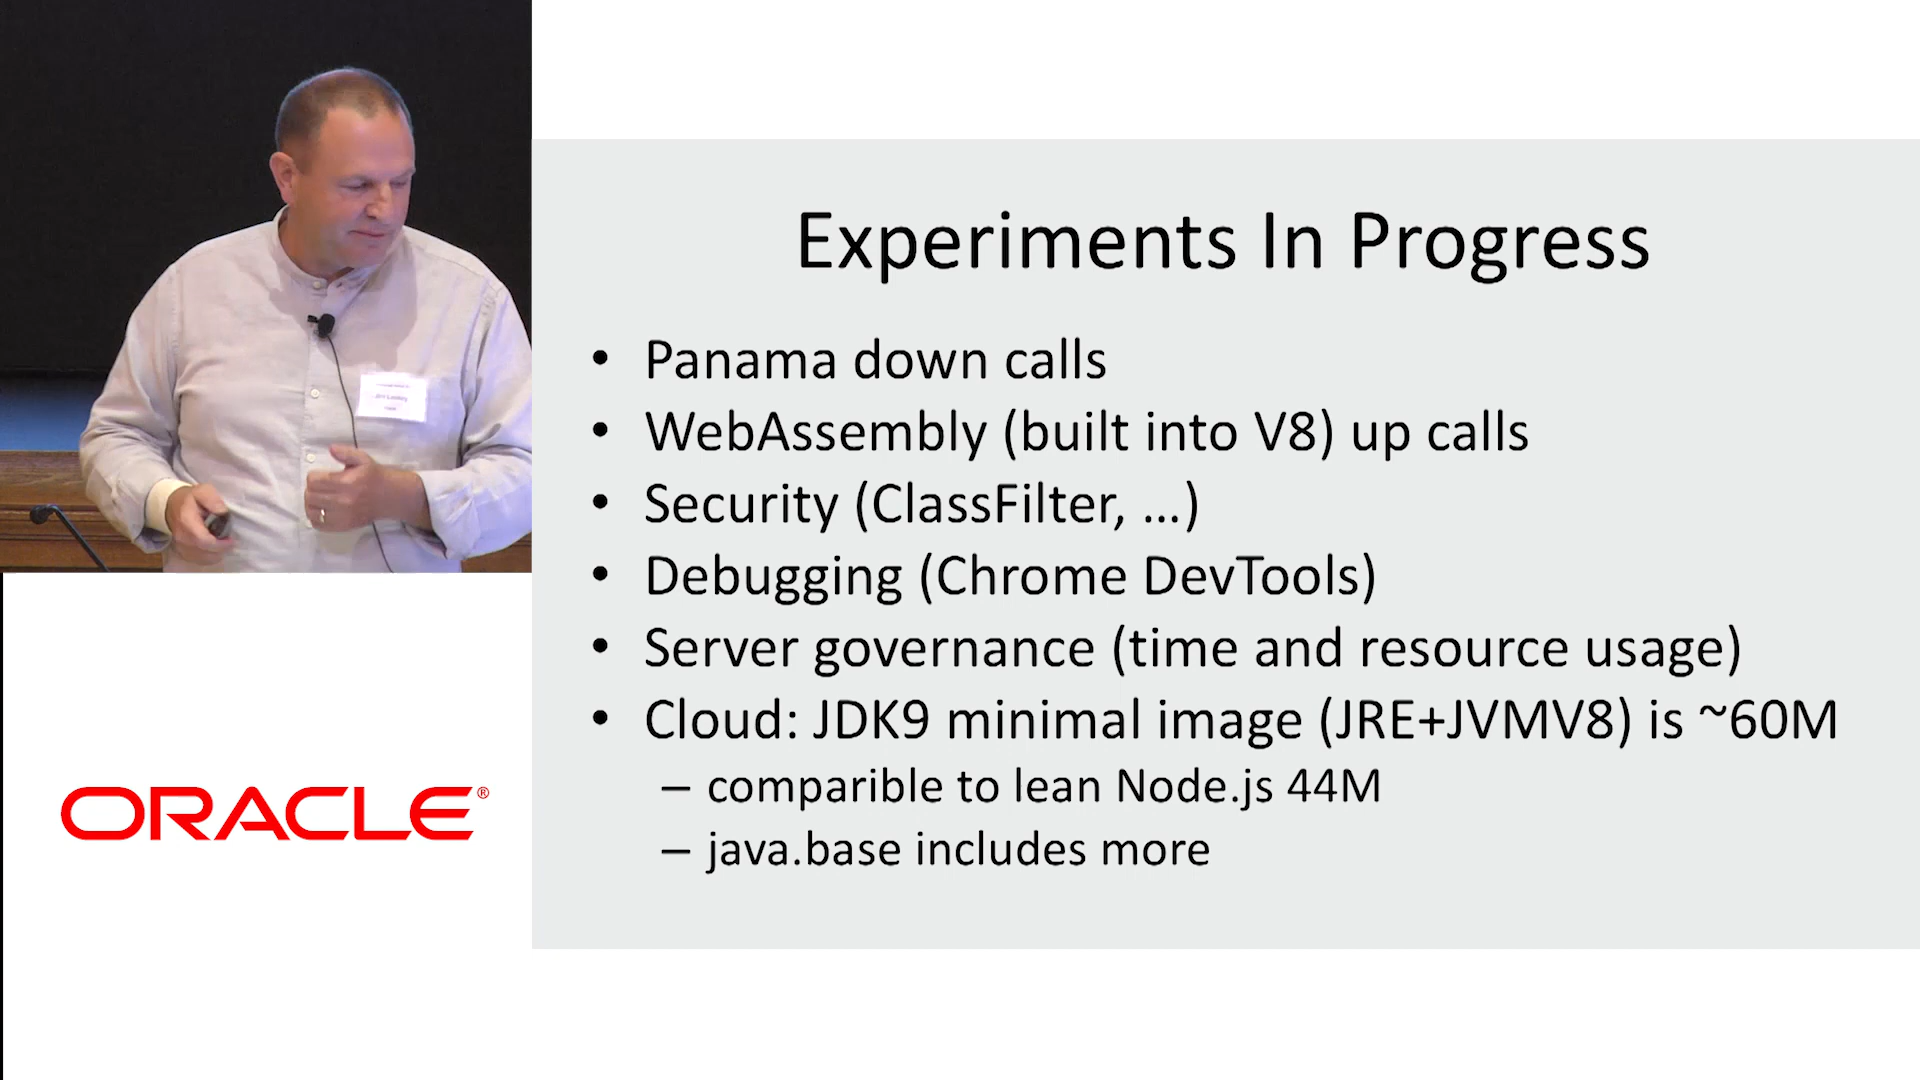 Experiments In Progress
• Panama down calls
• WebAssembly (built into V8) up calls
• Security (ClassFilter, ...)
• Debugging (Chrome DevTools)
• Server governance (time and resource usage)
• Cloud: JDK9 minimal image (JRE+JVMV8) is ~60M
– comparible to lean Node.js 44M
– java.base includes more
Jim Laskey
ORACLE®